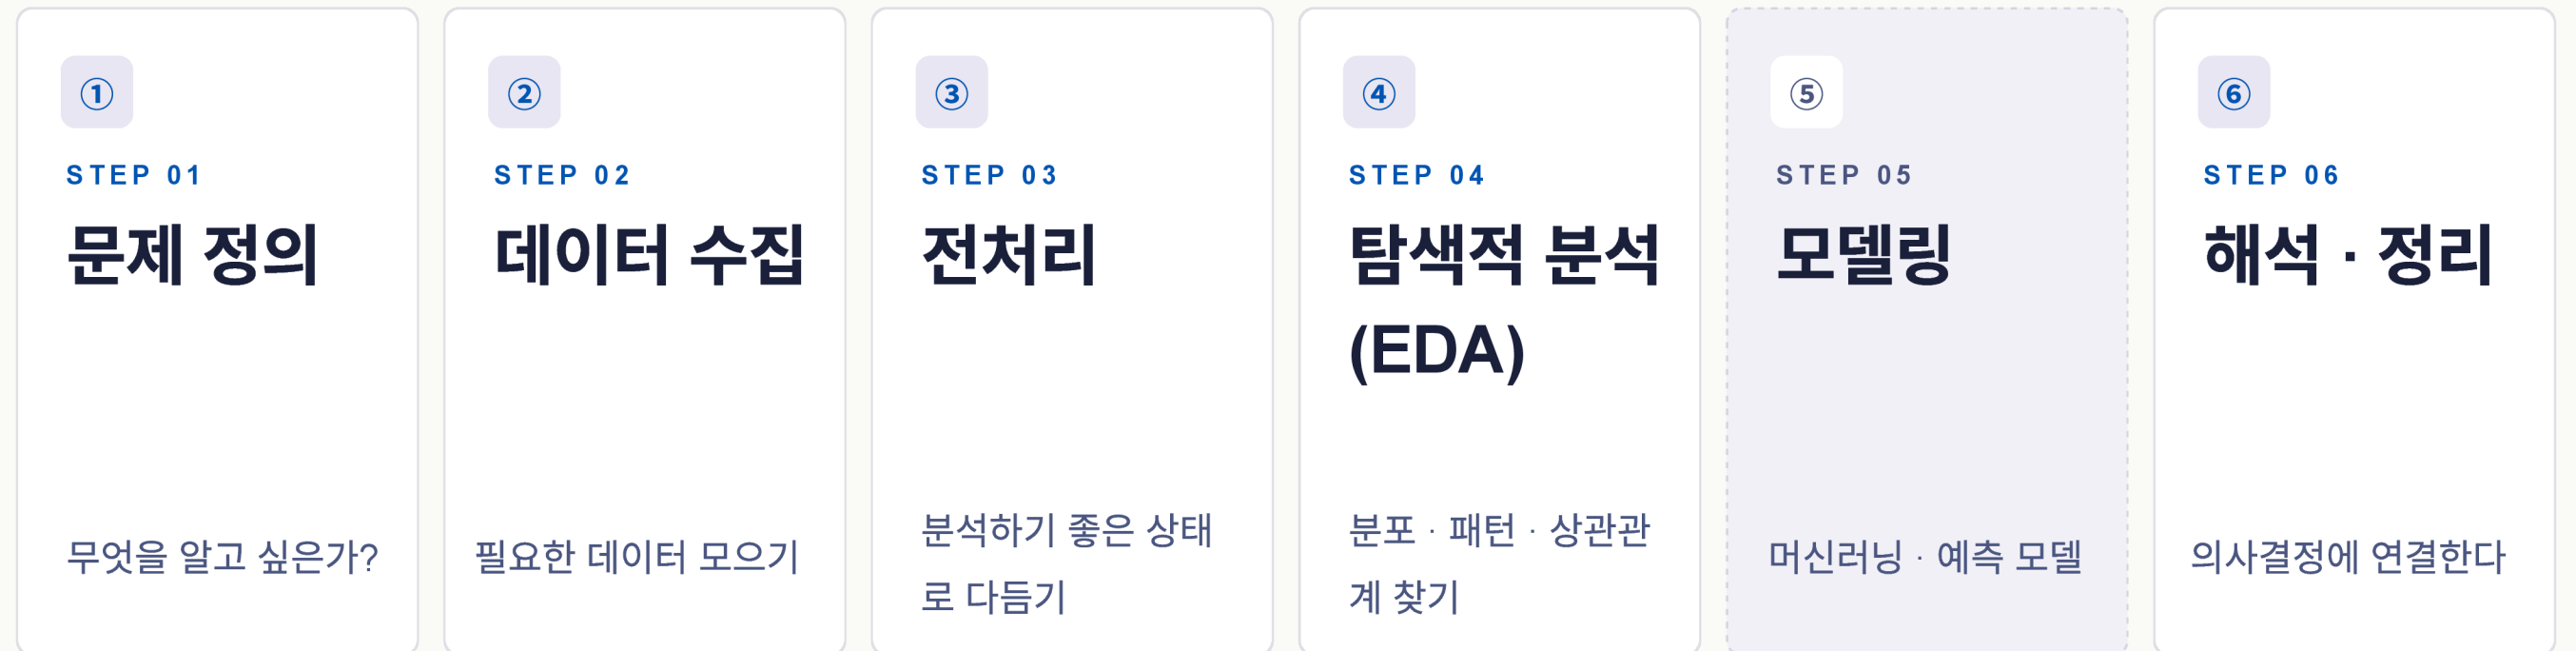 ①
STEP 01
문제 정의
무엇을 알고 싶은가?
②
STEP 02
데이터 수집
필요한 데이터 모으기
③
STEP 03
전처리
분석하기 좋은 상태
로 다듬기
④
STEP 04
탐색적 분석
(EDA)
분포 · 패턴 · 상관관
계 찾기
⑤
STEP 05
모델링
머신러닝 · 예측 모델
⑥
STEP 06
해석 · 정리
의사결정에 연결한다